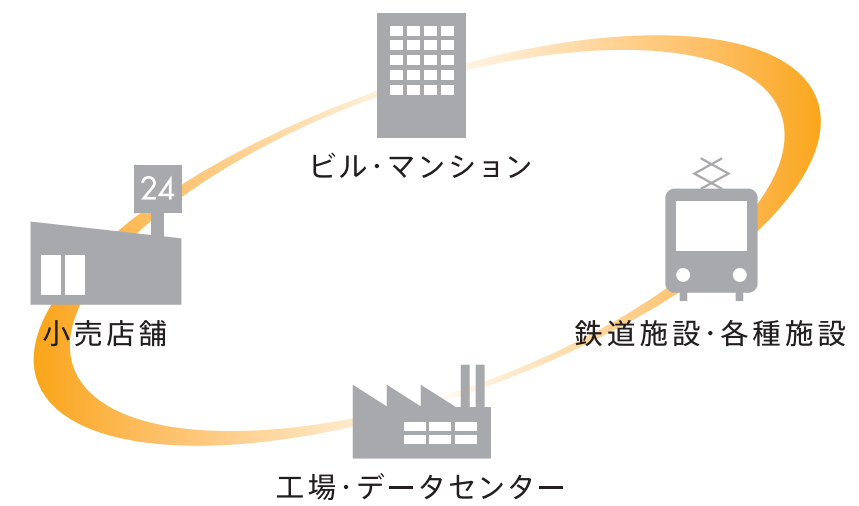 ビル・マンション
24
小売店舗
鉄道施設・各種施設
工場・データセンター